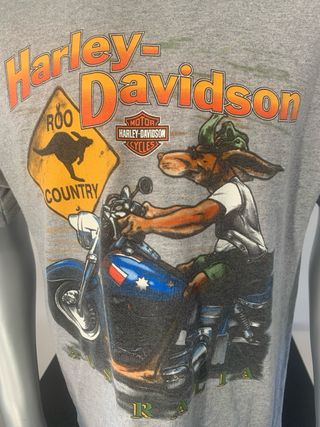 Harley-
Davidson
ROO
COUNTRY
MOTOR
HARLEY-DAVIDSON
CYCLES